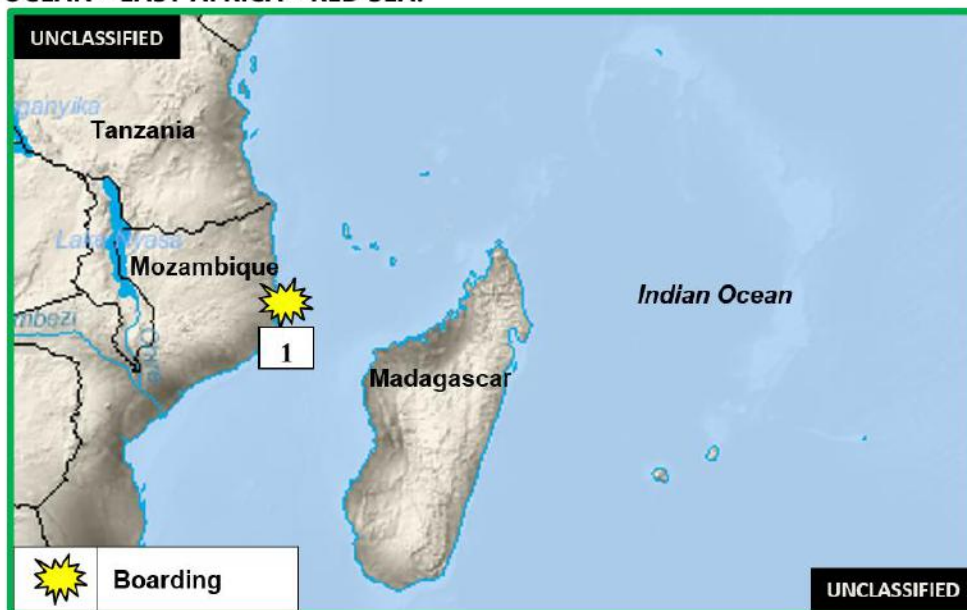 UNCLASSIFIED
Tanzania
Mozambique
Indian Ocean
1
Madagascar
Boarding
UNCLASSIFIED